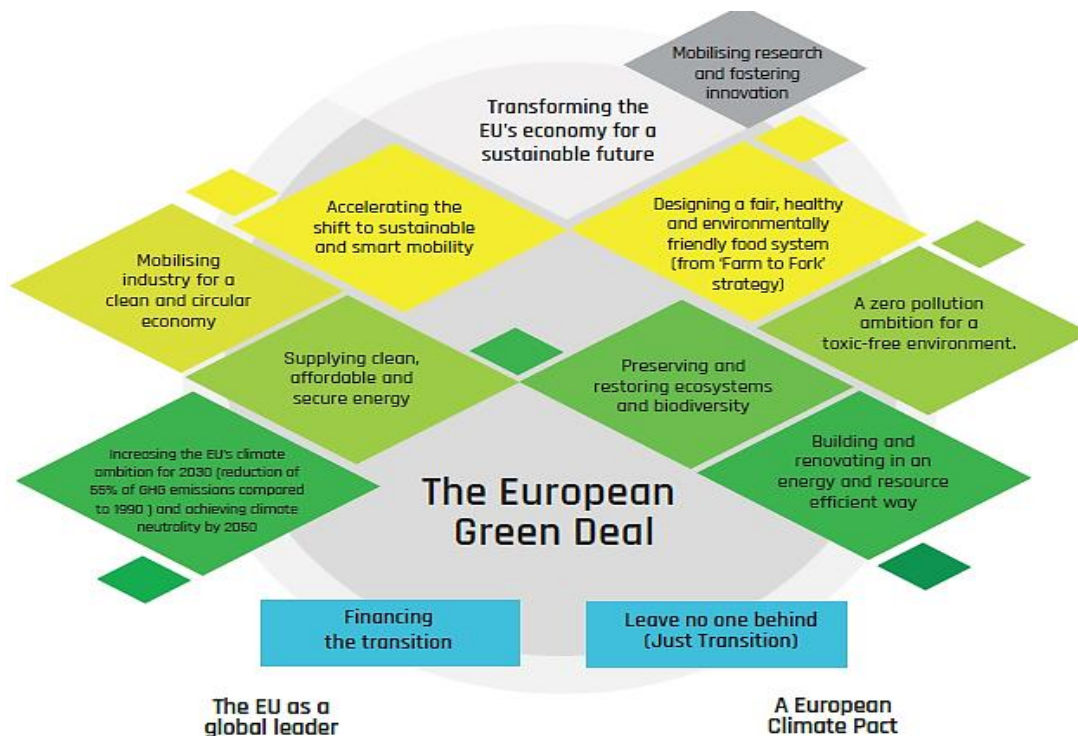 Mobilising research
and fostering
innovation
Transforming the
EU's economy for a
sustainable future
Accelerating the
shift to sustainable
and smart mobility
Designing a fair, healthy
and environmentally
friendly food system
(from 'Farm to Fork'
strategy)
Mobilising
industry for a
clean and circular
economy
A zero pollution
ambition for a
toxic-free environment.
Supplying clean,
affordable and
secure energy
Preserving and
restoring ecosystems
and biodiversity
Increasing the EU's climate
ambition for 2030 (reduction of
55% of GHG emissions compared
to 1990 ) and achieving climate
neutrality by 2050
Building and
renovating in an
energy and resource
efficient way
The European
Green Deal
Financing
the transition
Leave no one behind
(Just Transition)
The EU as a
global leader
A European
Climate Pact